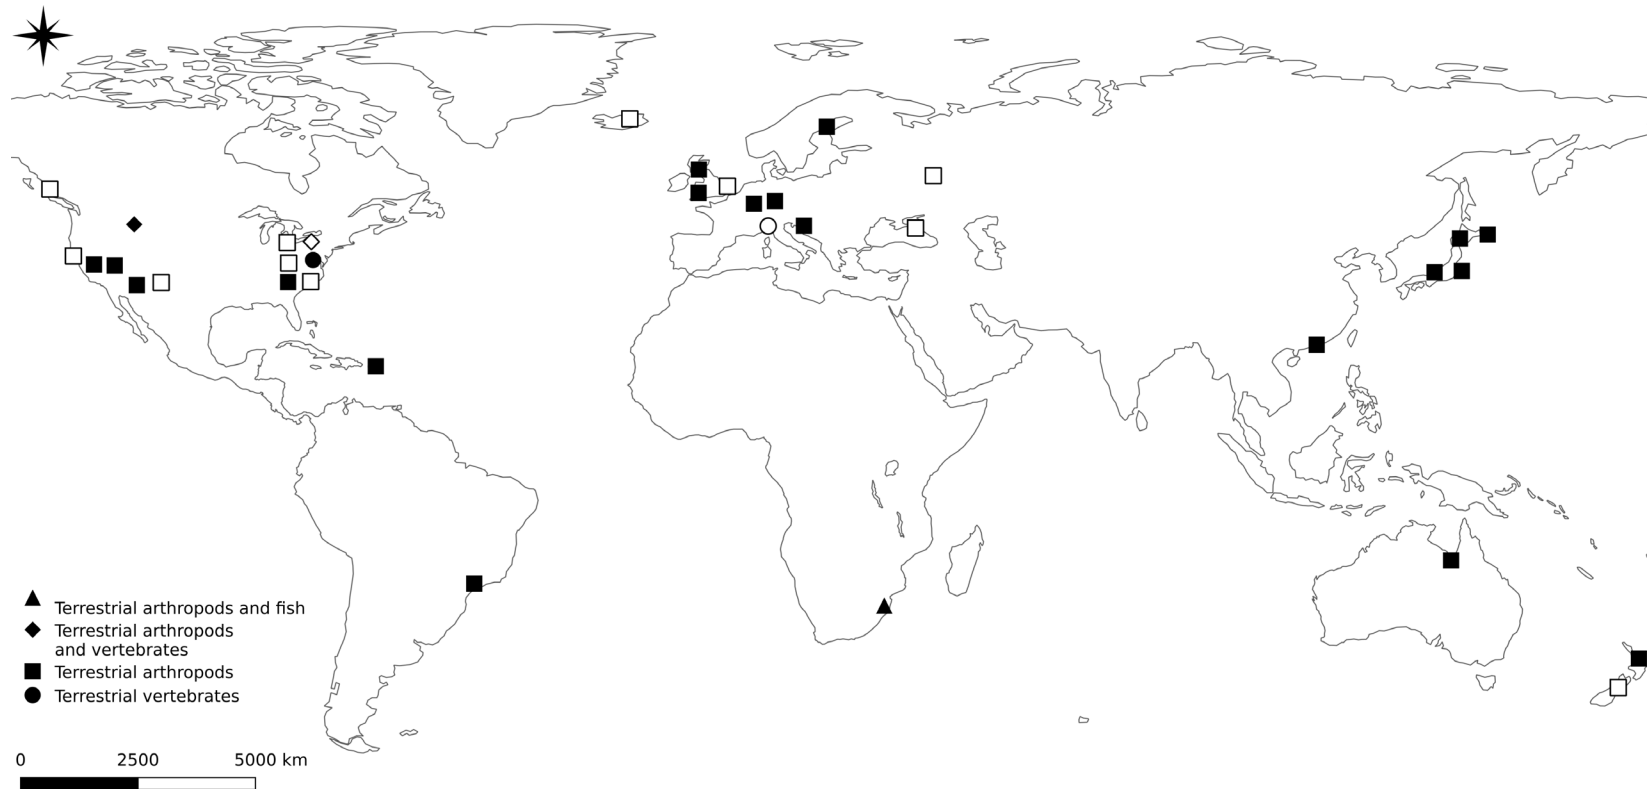 Terrestrial arthropods and fish
Terrestrial arthropods
and vertebrates
Terrestrial arthropods
Terrestrial vertebrates
0 2500 5000 km